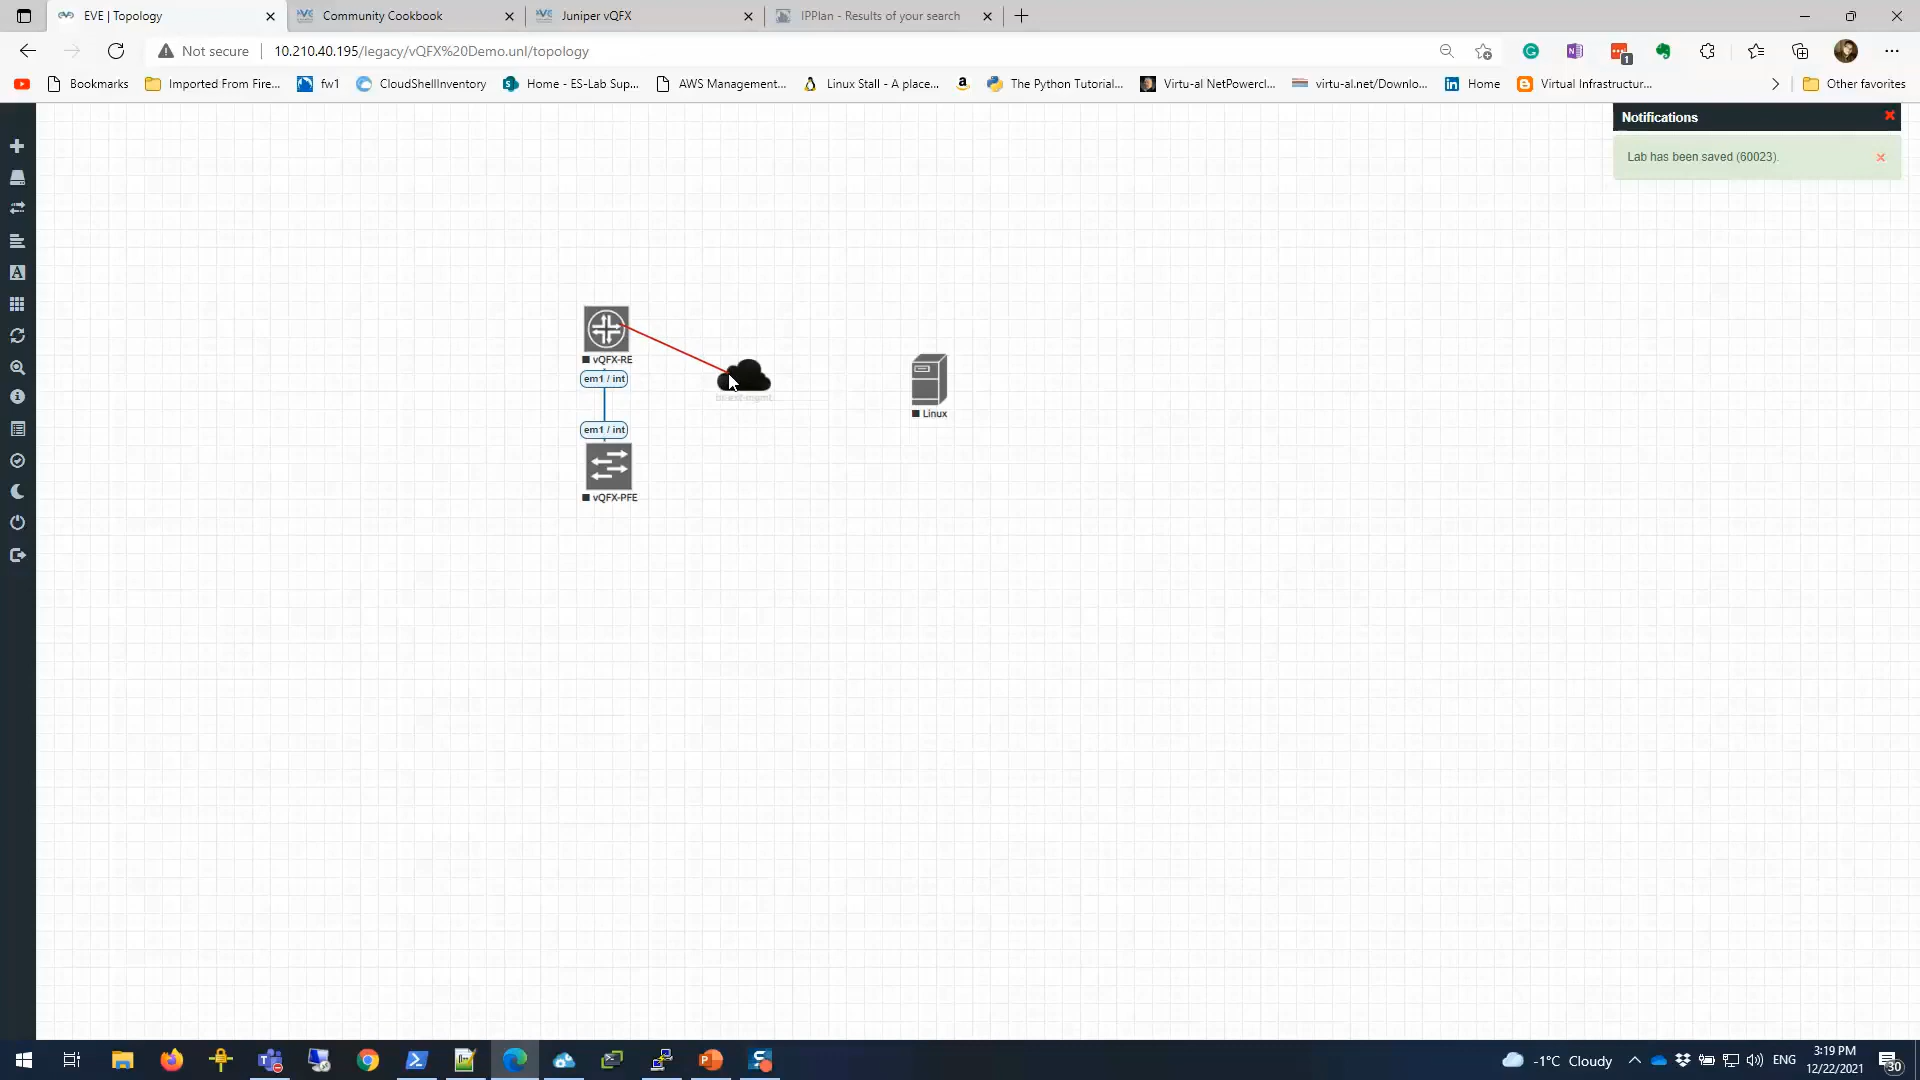 EVE | Topology
Community Cookbook
Juniper vQFX
IPPlan - Results of your search
Not secure
10.210.40.195/legacy/vQFX%20Demo.unl/topology
1
Bookmarks
Imported From Fire...
fw1
CloudShellInventory
Home - ES-Lab Sup...
AWS Management...
Linux Stall - A place...
The Python Tutorial...
Virtu-al NetPowercl...
virtu-al.net/Downlo...
Home
Virtual Infrastructur...
Other favorites
Notifications
Lab has been saved (60023).
vQFX-RE
em1 / int
em1 / int
vQFX-PFE
Linux
-1°C Cloudy
ENG
3:19 PM
12/22/2021
30